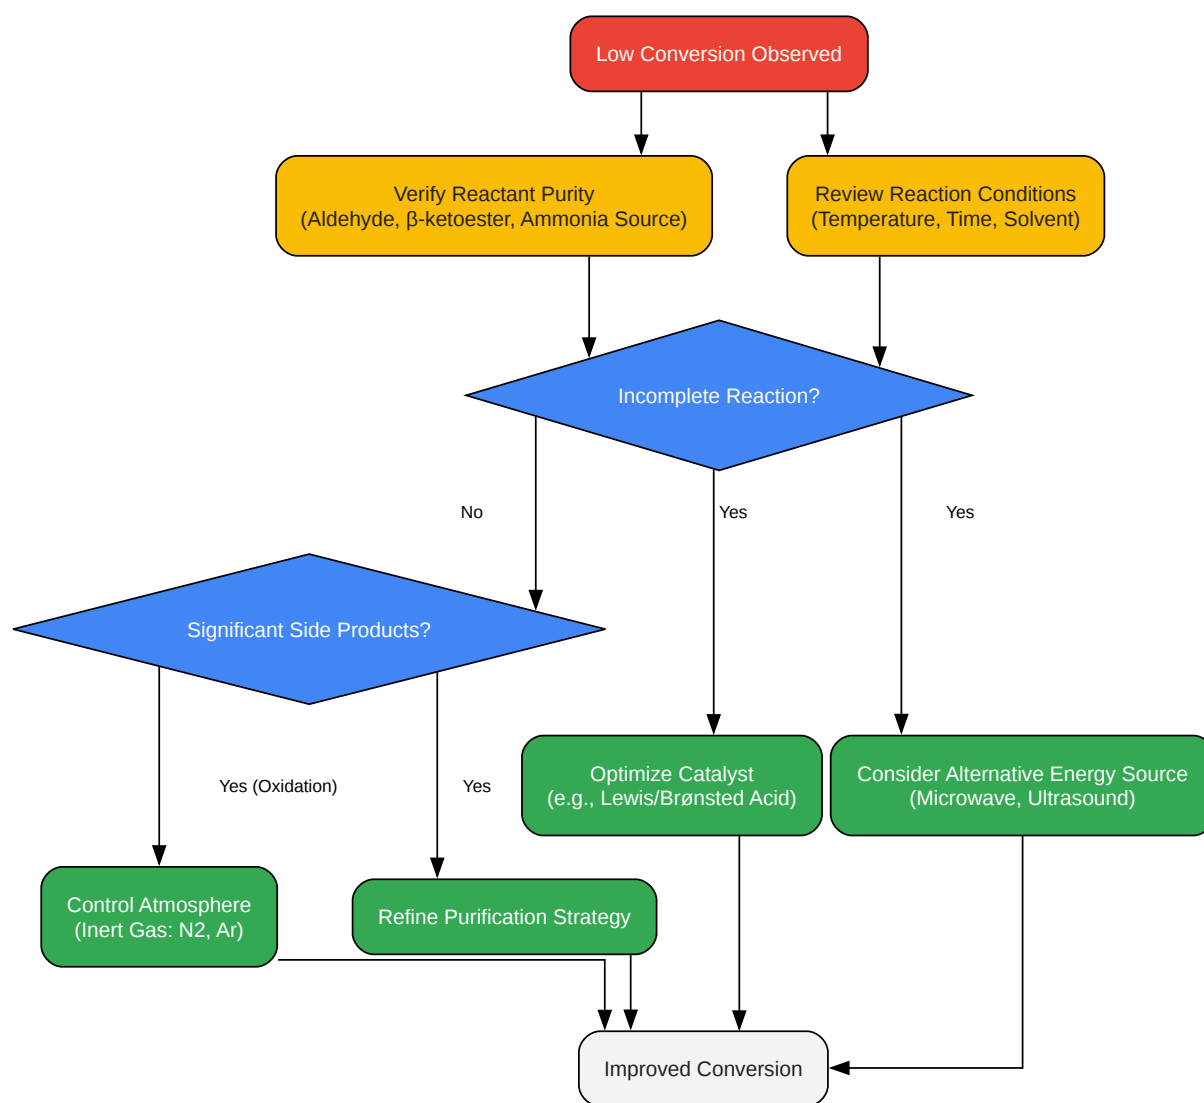 Low Conversion Observed
Verify Reactant Purity
(Aldehyde, β-ketoester, Ammonia Source)
Review Reaction Conditions
(Temperature, Time, Solvent)
Incomplete Reaction?
No
Yes
Yes
Significant Side Products?
Optimize Catalyst
(e.g., Lewis/Brønsted Acid)
Consider Alternative Energy Source
(Microwave, Ultrasound)
Yes (Oxidation)
Yes
Control Atmosphere
(Inert Gas: N2, Ar)
Refine Purification Strategy
Improved Conversion